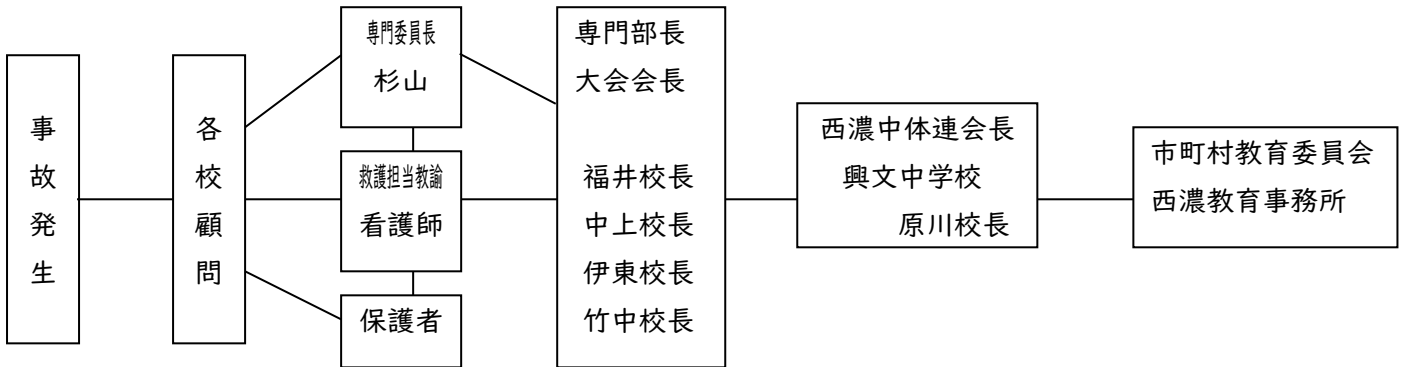 事故発生
各校顧問
専門委員長
杉山
救護担当教諭
看護師
保護者
専門部長
大会会長
福井校長
中上校長
伊東校長
竹中校長
西濃中体連会長
興文中学校
原川校長
市町村教育委員会
西濃教育事務所